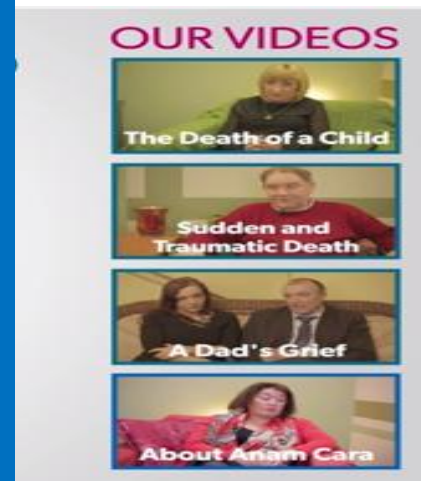 OUR VIDEOS
The Death of a Child
Sudden and
Traumatic Death
A Dad's Grief
About Anam Cara